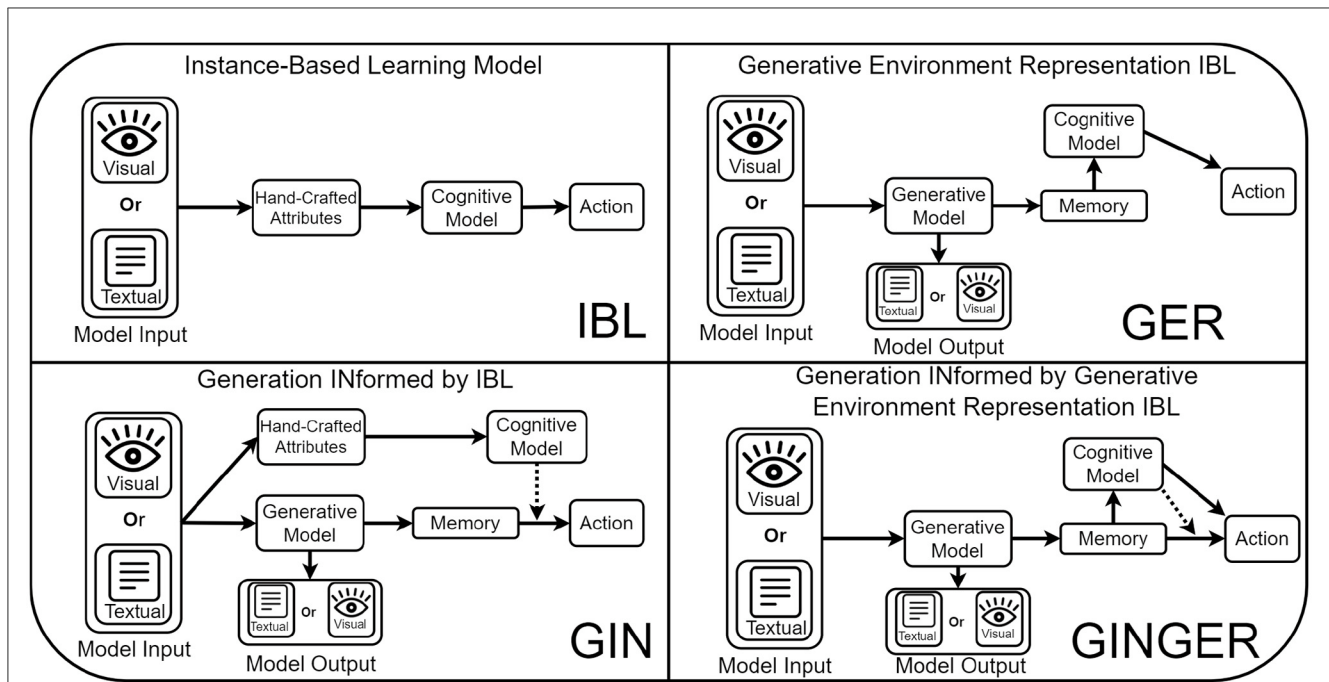 Instance-Based Learning Model
Visual
Or
Textual
Model Input
Hand-Crafted
Attributes
Cognitive
Model
Action
IBL
Generative Environment Representation IBL
Visual
Or
Textual
Model Input
Generative
Model
Textual
Or
Visual
Model Output
Memory
Cognitive
Model
Action
GER
Generation INformed by IBL
Visual
Or
Textual
Model Input
Hand-Crafted
Attributes
Cognitive
Model
Generative
Model
Memory
Action
Textual
Or
Visual
Model Output
GIN
Generation INformed by Generative
Environment Representation IBL
Visual
Or
Textual
Model Input
Generative
Model
Textual
Or
Visual
Model Output
Memory
Cognitive
Model
Action
GINGER